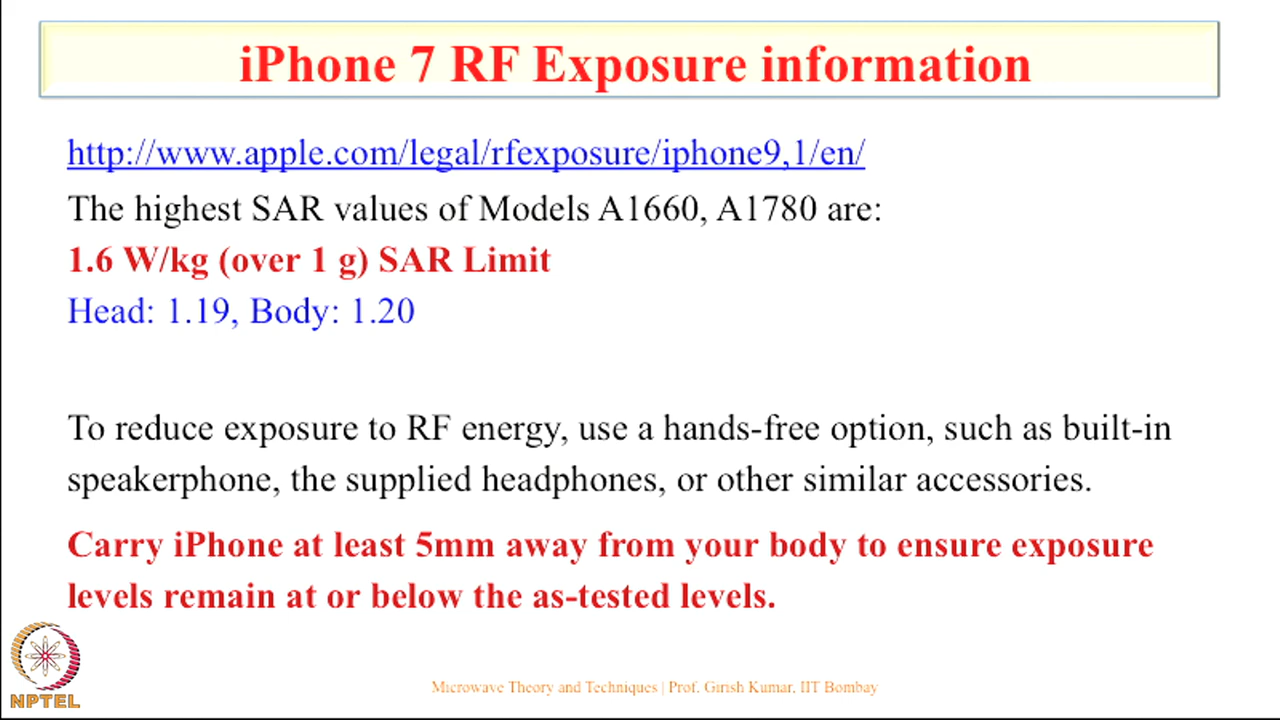 iPhone 7 RF Exposure information
http://www.apple.com/legal/rfexposure/iphone9,1/en/
The highest SAR values of Models A1660, A1780 are:
1.6 W/kg (over 1 g) SAR Limit
Head: 1.19, Body: 1.20
To reduce exposure to RF energy, use a hands-free option, such as built-in
speakerphone, the supplied headphones, or other similar accessories.
Carry iPhone at least 5mm away from your body to ensure exposure
levels remain at or below the as-tested levels.
NPTEL
Microwave Theory and Techniques | Prof. Girish Kumar, IIT Bombay